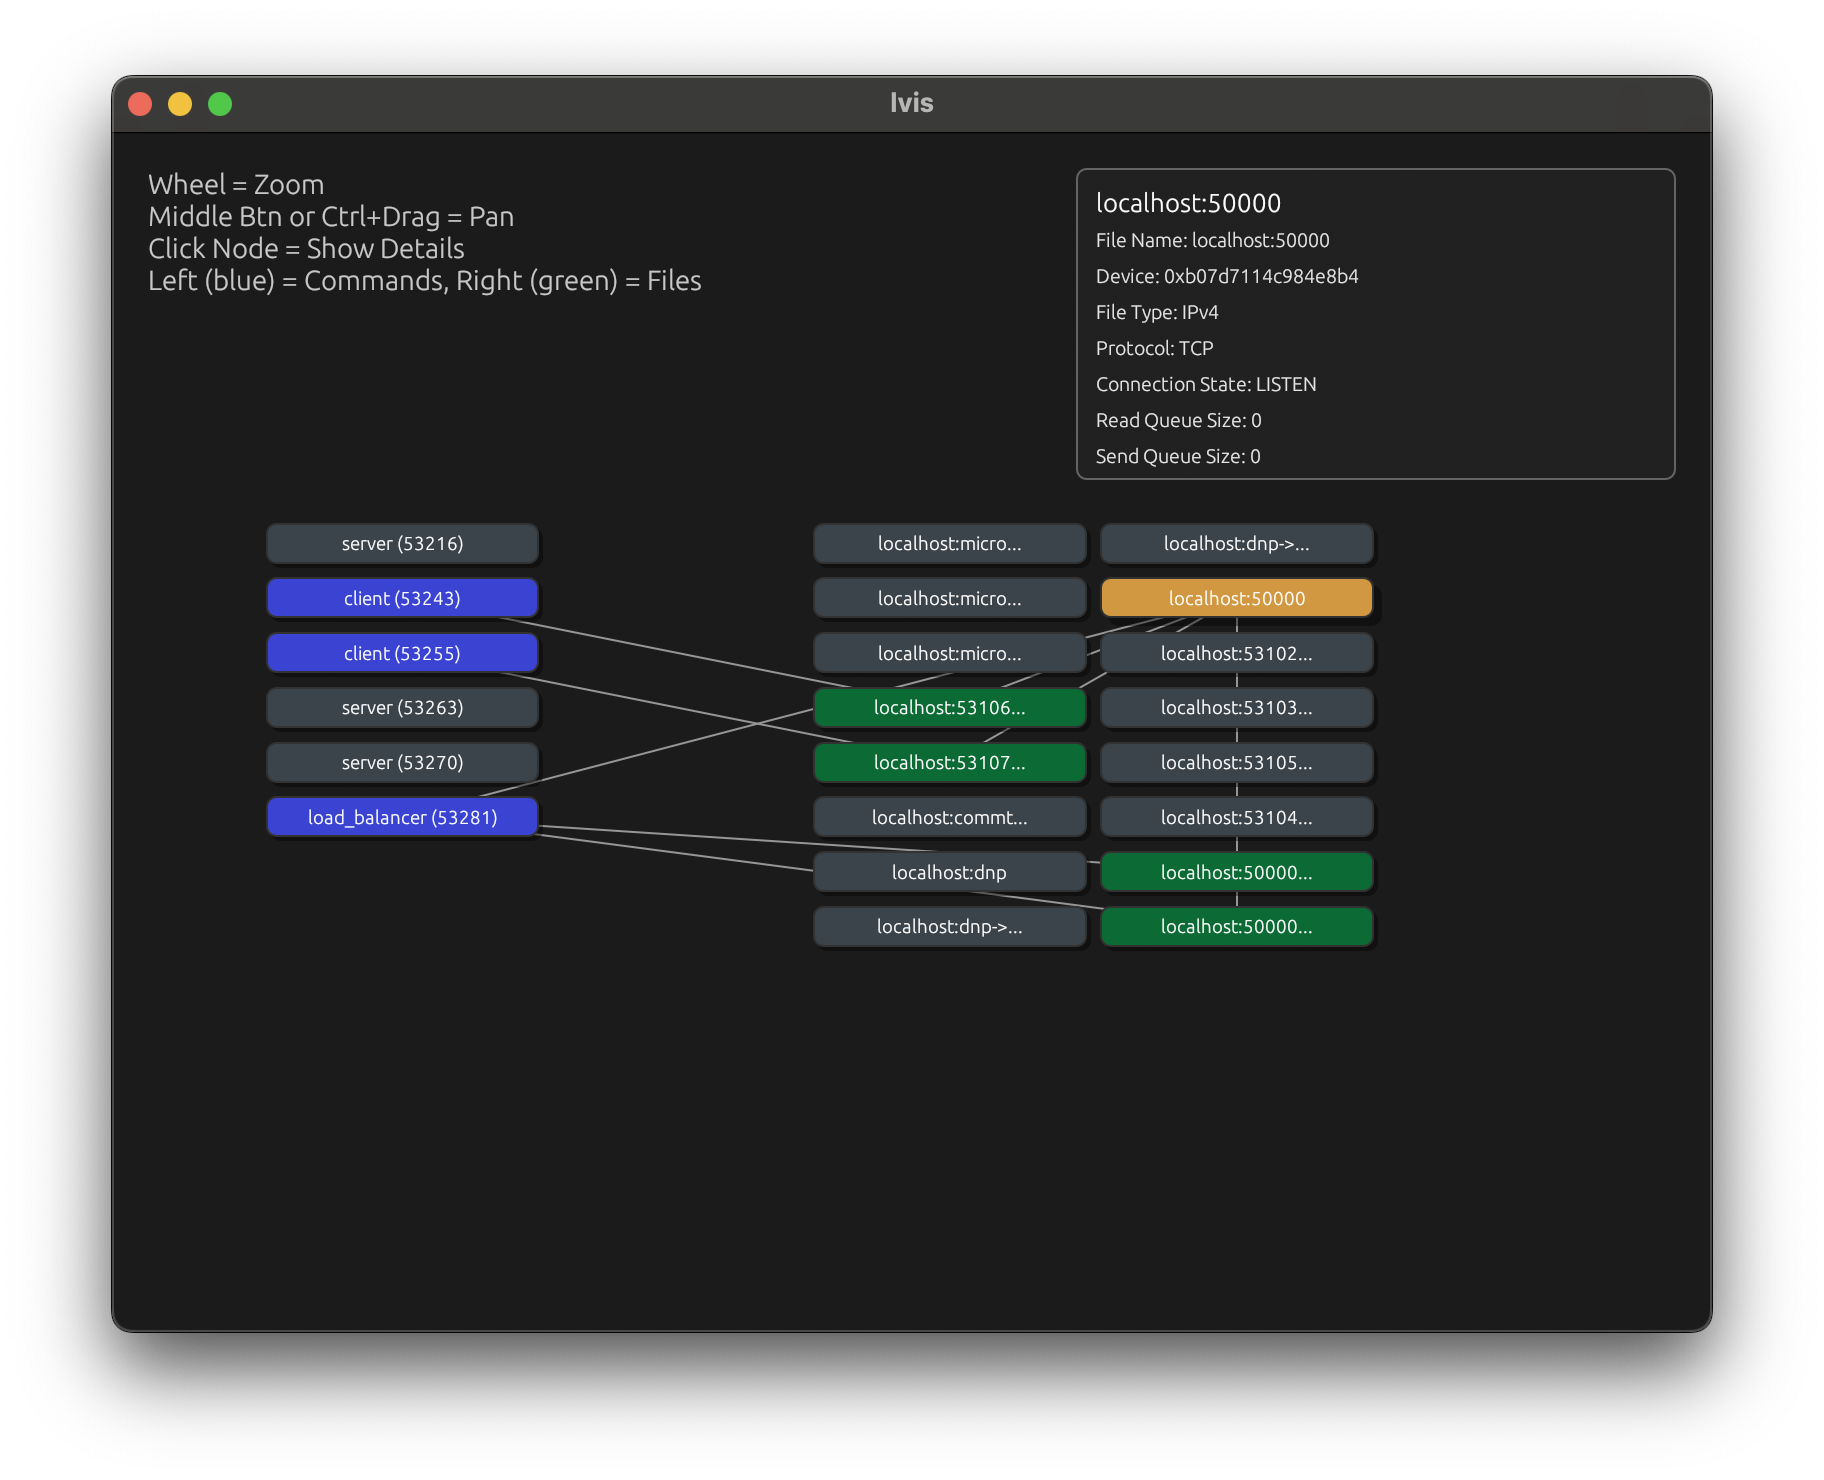 lvis
Wheel = Zoom
Middle Btn or Ctrl+Drag = Pan
Click Node = Show Details
Left (blue) = Commands, Right (green) = Files
localhost:50000
File Name: localhost:50000
Device: 0xb07d7114c984e8b4
File Type: IPv4
Protocol: TCP
Connection State: LISTEN
Read Queue Size: 0
Send Queue Size: 0
server (53216)
client (53243)
client (53255)
server (53263)
server (53270)
load_balancer (53281)
localhost:micro...
localhost:micro...
localhost:micro...
localhost:53106...
localhost:53107...
localhost:commt...
localhost:dnp
localhost:dnp->...
localhost:dnp->...
localhost:50000
localhost:53102...
localhost:53103...
localhost:53105...
localhost:53104...
localhost:50000...
localhost:50000...